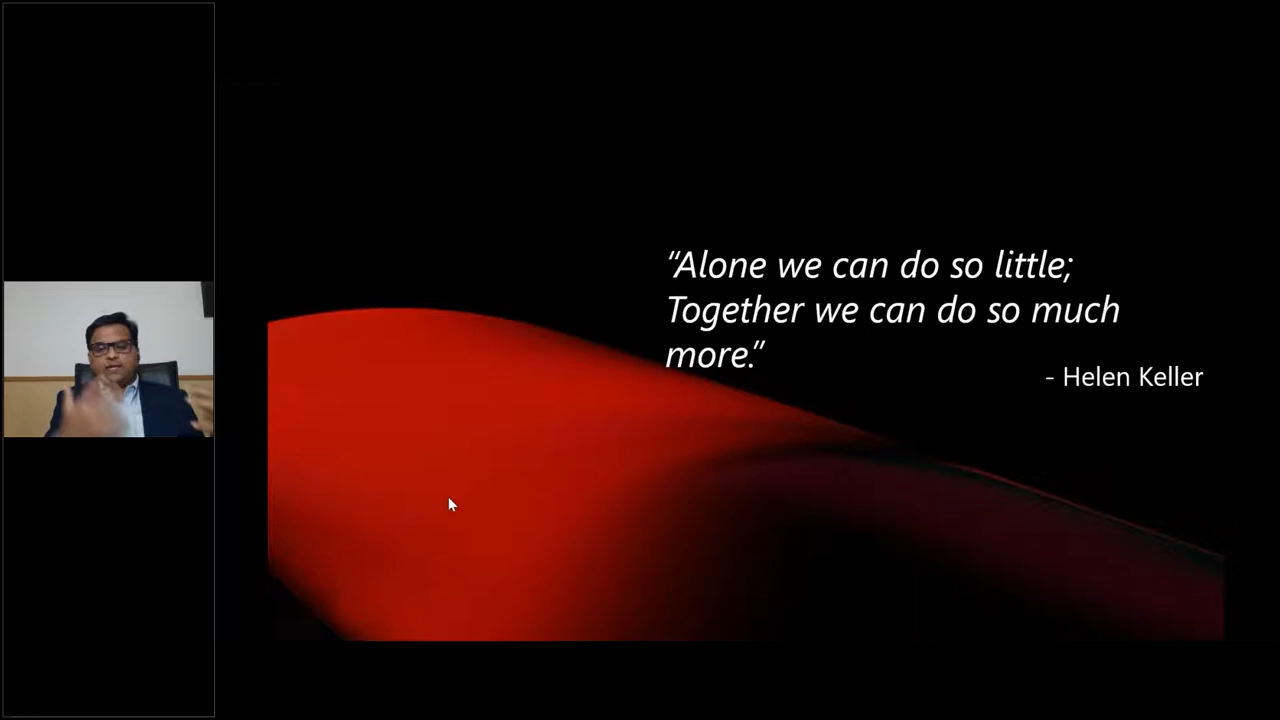 “Alone we can do so little;
Together we can do so much
more.”
- Helen Keller